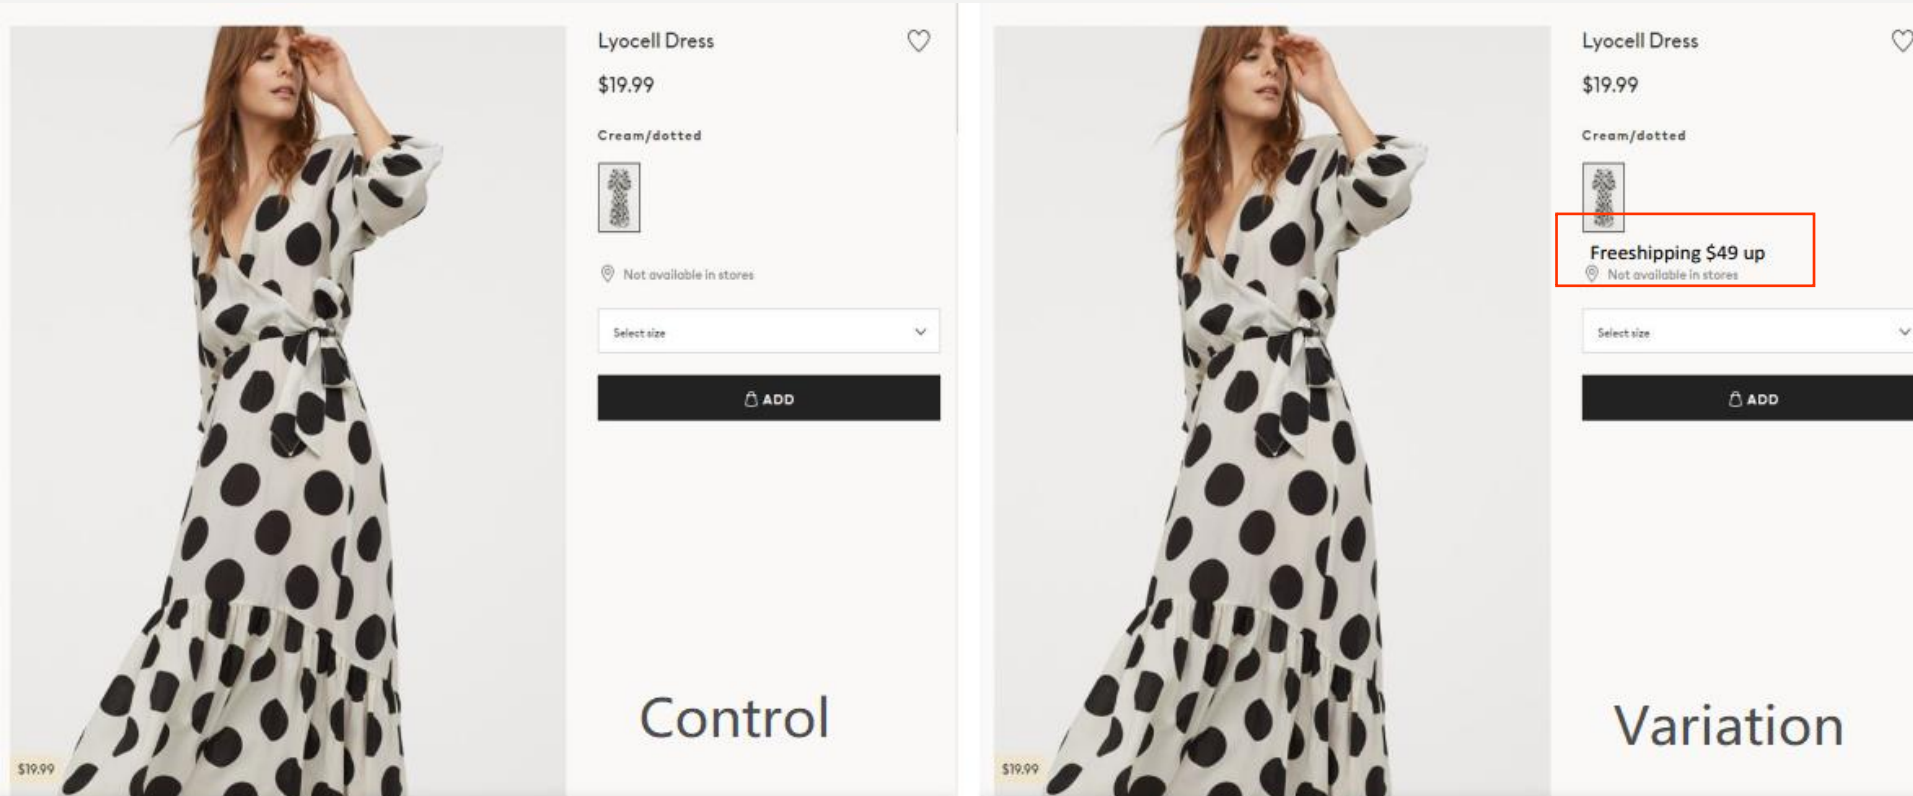 Lyocell Dress
$19.99
Cream/dotted
Not available in stores
Select size
ADD
Control
$19.99
Lyocell Dress
$19.99
Cream/dotted
Freeshipping $49 up
Not available in stores
Select size
ADD
Variation
$19.99